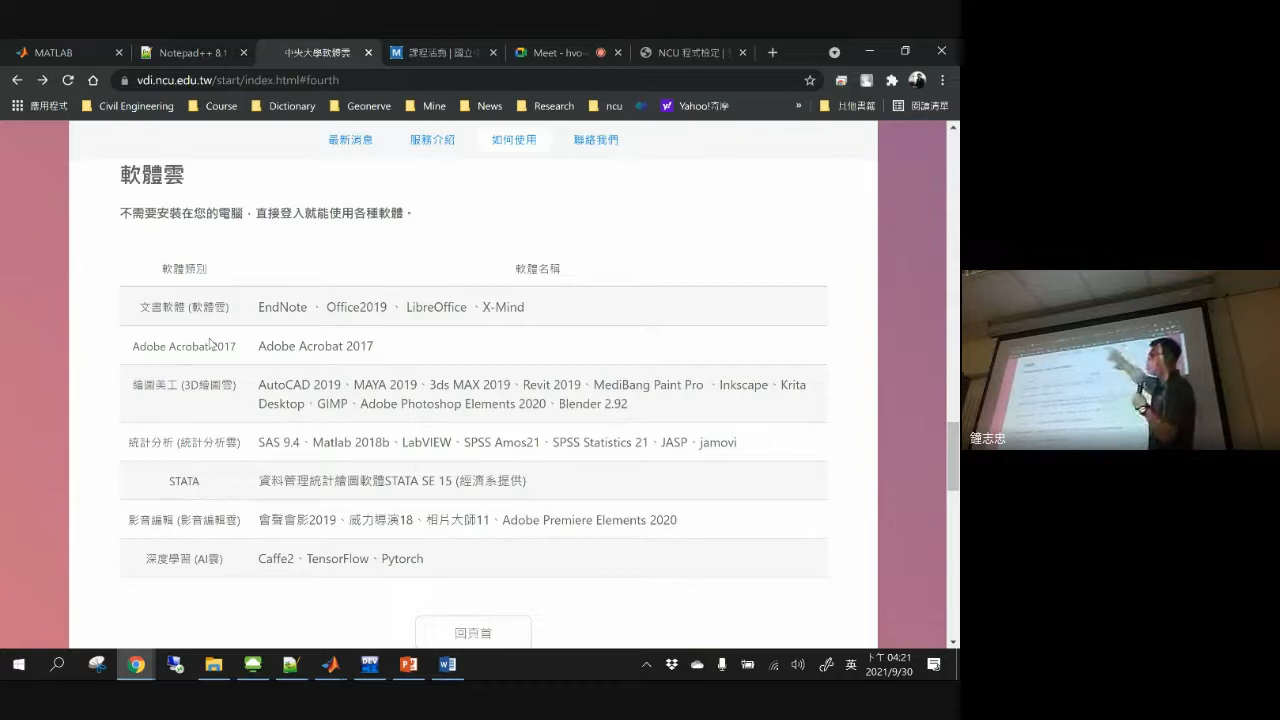 MATLAB
Notepad++ 8.1
中央大學軟體雲
課程活動 | 國立中
Meet - hvo-
NCU 程式檢定 | T
vdi.ncu.edu.tw/start/index.html#fourth
應用程式
Civil Engineering
Course
Dictionary
Geonerve
Mine
News
Research
ncu
Yahoo!奇摩
»
其他書籤
閱讀清單
最新消息
服務介紹
如何使用
聯絡我們
軟體雲
不需要安裝在您的電腦,直接登入就能使用各種軟體。
軟體類別 軟體名稱
文書軟體 (軟體雲) EndNote 、 Office2019 、 LibreOffice 、X-Mind
Adobe Acrobat 2017 Adobe Acrobat 2017
繪圖美工 (3D繪圖雲) AutoCAD 2019、MAYA 2019、3ds MAX 2019、Revit 2019、MediBang Paint Pro 、Inkscape、Krita
Desktop、GIMP、Adobe Photoshop Elements 2020、Blender 2.92
統計分析 (統計分析雲) SAS 9.4、Matlab 2018b、LabVIEW、SPSS Amos21、SPSS Statistics 21、JASP、jamovi
STATA 資料管理統計繪圖軟體STATA SE 15 (經濟系提供)
影音編輯 (影音編輯雲) 會聲會影2019、威力導演18、相片大師11、Adobe Premiere Elements 2020
深度學習 (AI雲) Caffe2、TensorFlow、Pytorch
回頁首
鍾志忠
DEV
英
下午 04:21
2021/9/30